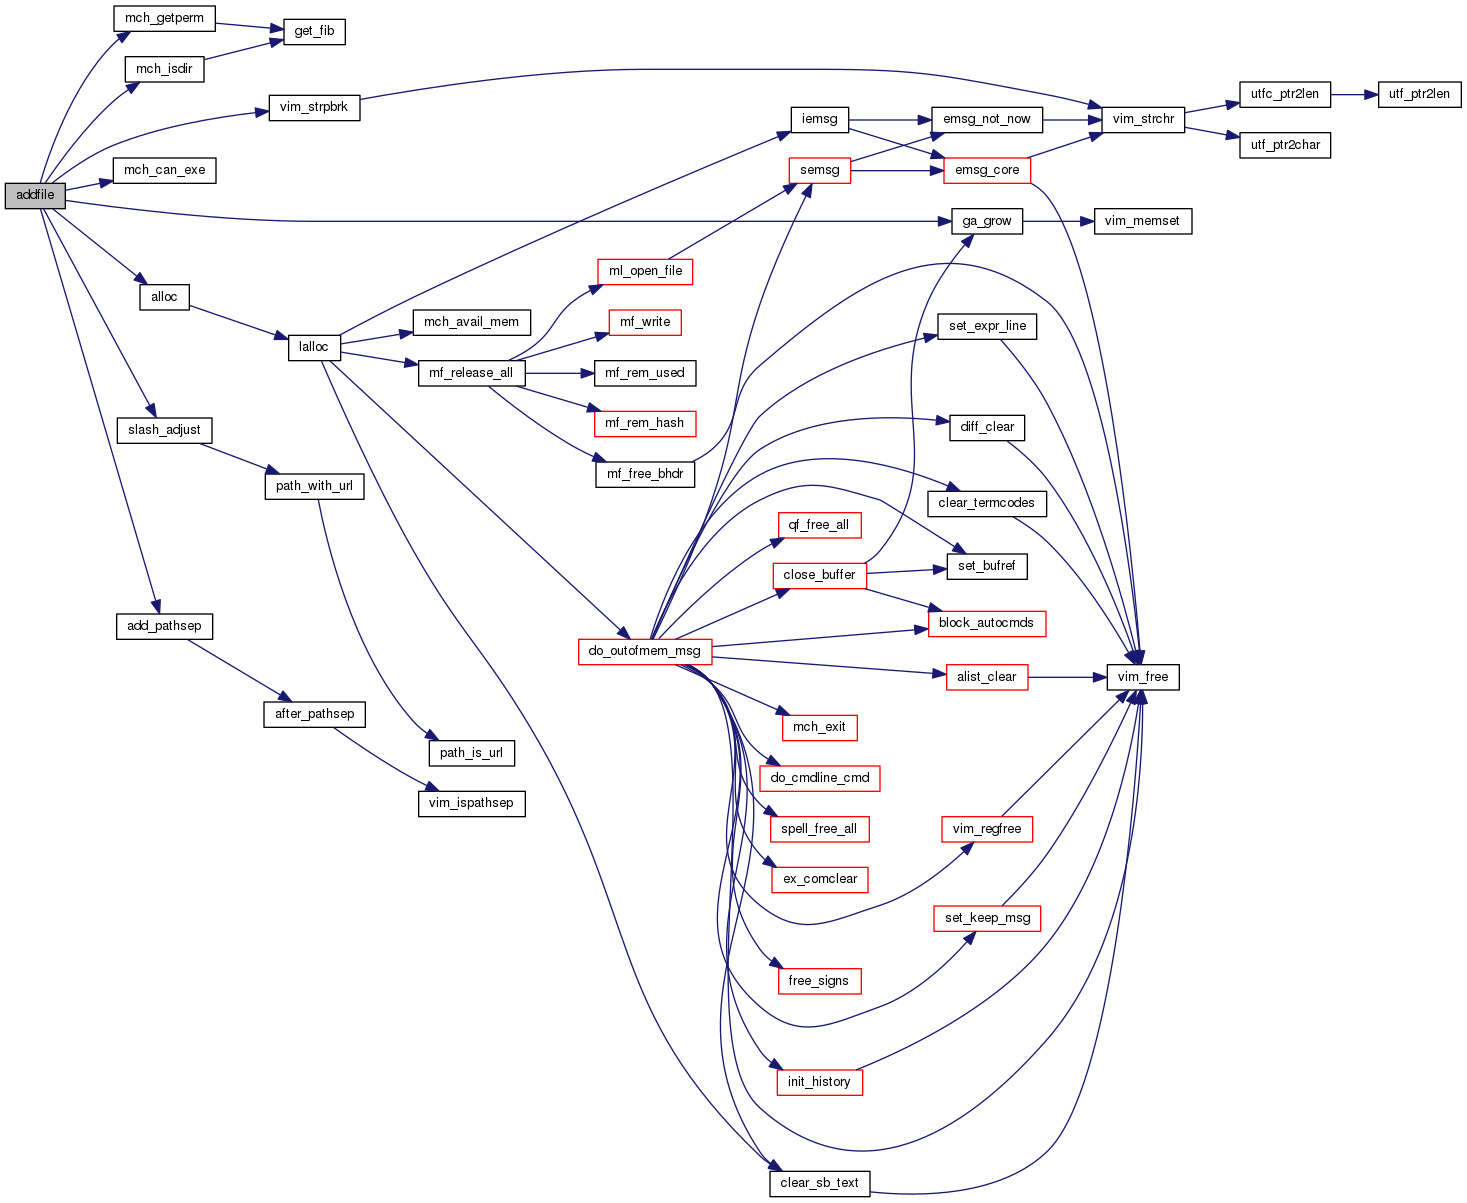 addfile
mch_getperm
get_fib
mch_isdir
vim_strpbrk
mch_can_exe
alloc
slash_adjust
add_pathsep
lalloc
path_with_url
after_pathsep
path_is_url
vim_ispathsep
mch_avail_mem
mf_release_all
ml_open_file
mf_write
mf_rem_used
mf_rem_hash
mf_free_bhdr
do_outofmem_msg
iemsg
semsg
emsg_not_now
emsg_core
vim_strchr
utfc_ptr2len
utf_ptr2len
utf_ptr2char
ga_grow
vim_memset
set_expr_line
diff_clear
clear_termcodes
qf_free_all
close_buffer
set_bufref
block_autocmds
alist_clear
vim_free
mch_exit
do_cmdline_cmd
spell_free_all
vim_regfree
ex_comclear
set_keep_msg
free_signs
init_history
clear_sb_text